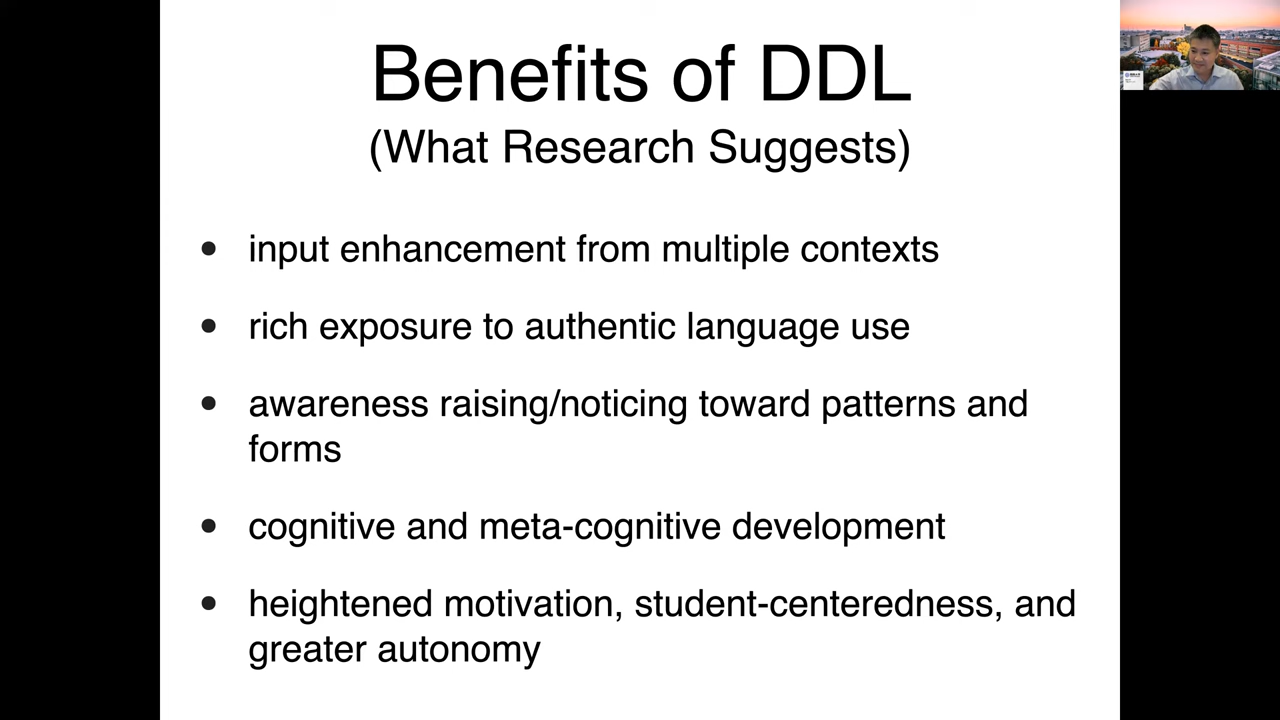 Benefits of DDL
(What Research Suggests)
• input enhancement from multiple contexts
• rich exposure to authentic language use
• awareness raising/noticing toward patterns and
forms
• cognitive and meta-cognitive development
• heightened motivation, student-centeredness, and
greater autonomy